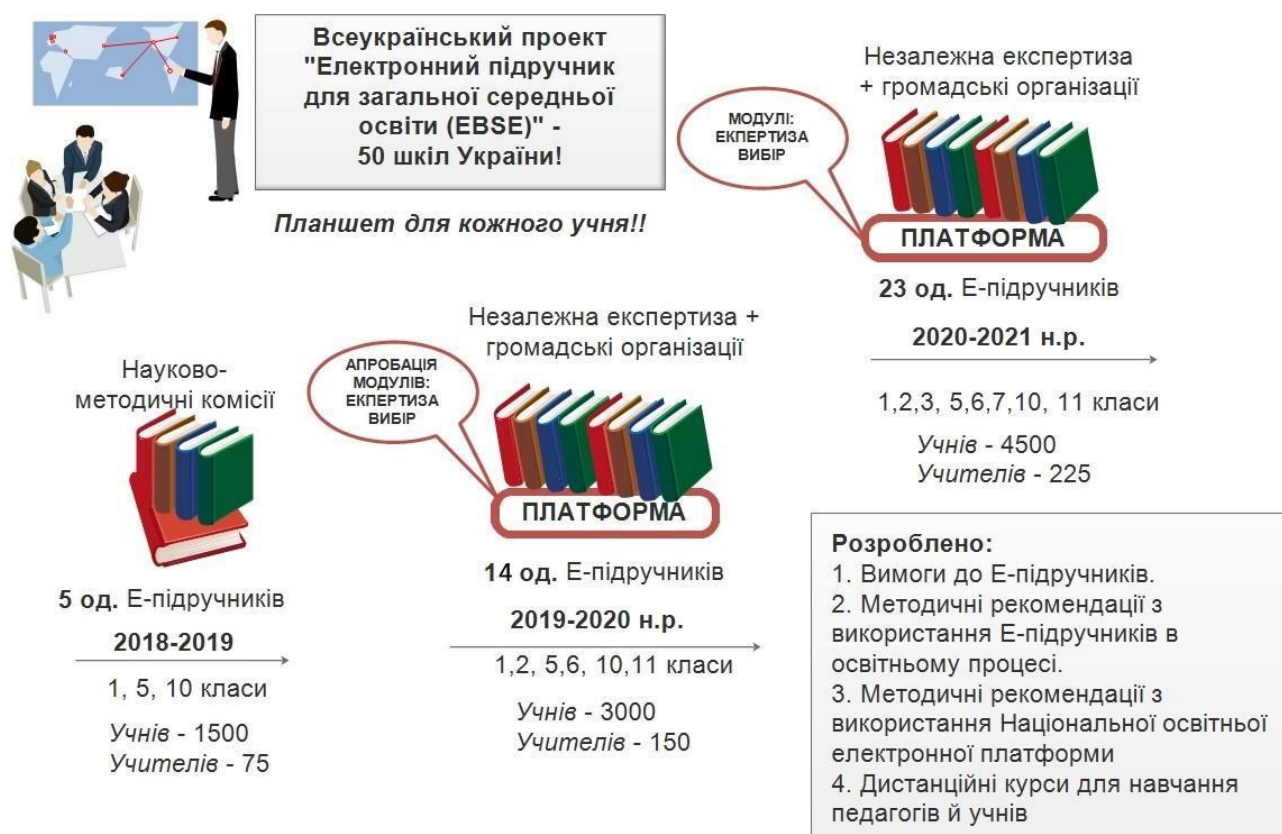 Всеукраїнський проект
"Електронний підручник
для загальної середньої
освіти (EBSE)" -
50 шкіл України!
Планшет для кожного учня!!
Науково-
методичні комісії
5 од. Е-підручників
2018-2019
1, 5, 10 класи
Учнів - 1500
Учителів - 75
Незалежна експертиза +
громадські організації
АПРОБАЦІЯ
МОДУЛІВ:
ЕКПЕРТИЗА
ВИБІР
ПЛАТФОРМА
14 од. Е-підручників
2019-2020 н.р.
1,2, 5,6, 10,11 класи
Учнів - 3000
Учителів - 150
Незалежна експертиза
+ громадські організації
МОДУЛІ:
ЕКПЕРТИЗА
ВИБІР
ПЛАТФОРМА
23 од. Е-підручників
2020-2021 н.р.
1,2,3, 5,6,7,10, 11 класи
Учнів - 4500
Учителів - 225
Розроблено:
1. Вимоги до Е-підручників.
2. Методичні рекомендації з
використання Е-підручників в
освітньому процесі.
3. Методичні рекомендації з
використання Національної освітньої
електронної платформи
4. Дистанційні курси для навчання
педагогів й учнів